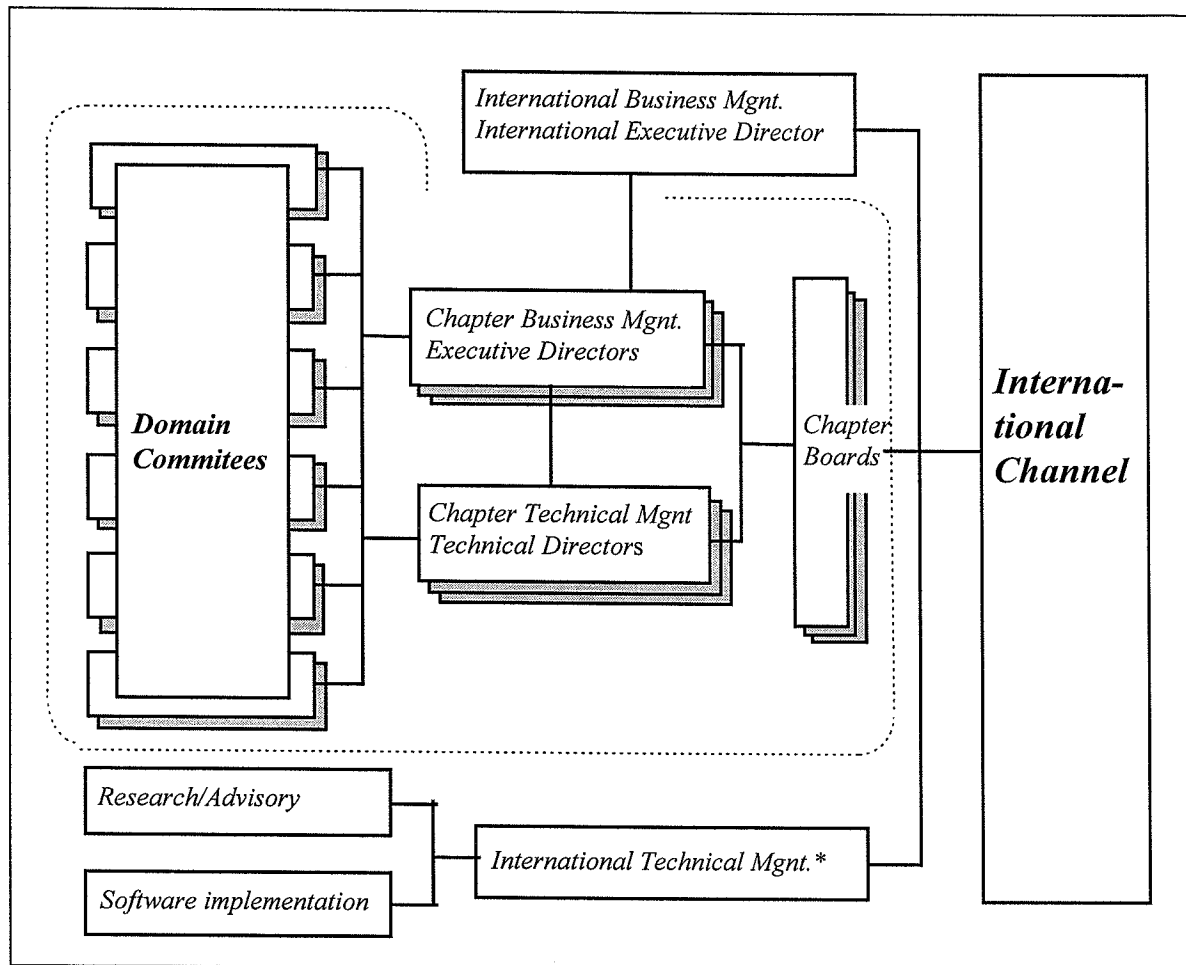 International Business Mgnt.
International Executive Director
Chapter Business Mgnt.
Executive Directors
Domain
Commitees
Chapter
Boards
Interna-
tional
Channel
Chapter Technical Mgnt
Technical Directors
Research/Advisory
International Technical Mgnt.*
Software implementation